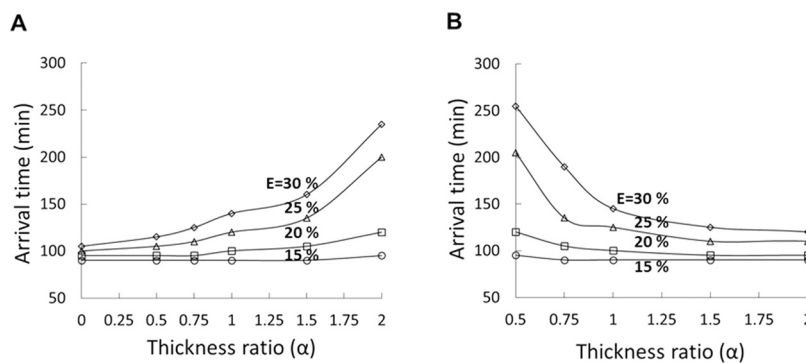 A
300
250
200
150
100
50
Arrival time (min)
E=30 %
25 %
20 %
15 %
0 0.25 0.5 0.75 1 1.25 1.5 1.75 2
Thickness ratio (α)
B
300
250
200
150
100
50
Arrival time (min)
E=30 %
25 %
20 %
15 %
0.5 0.75 1 1.25 1.5 1.75 2
Thickness ratio (α)